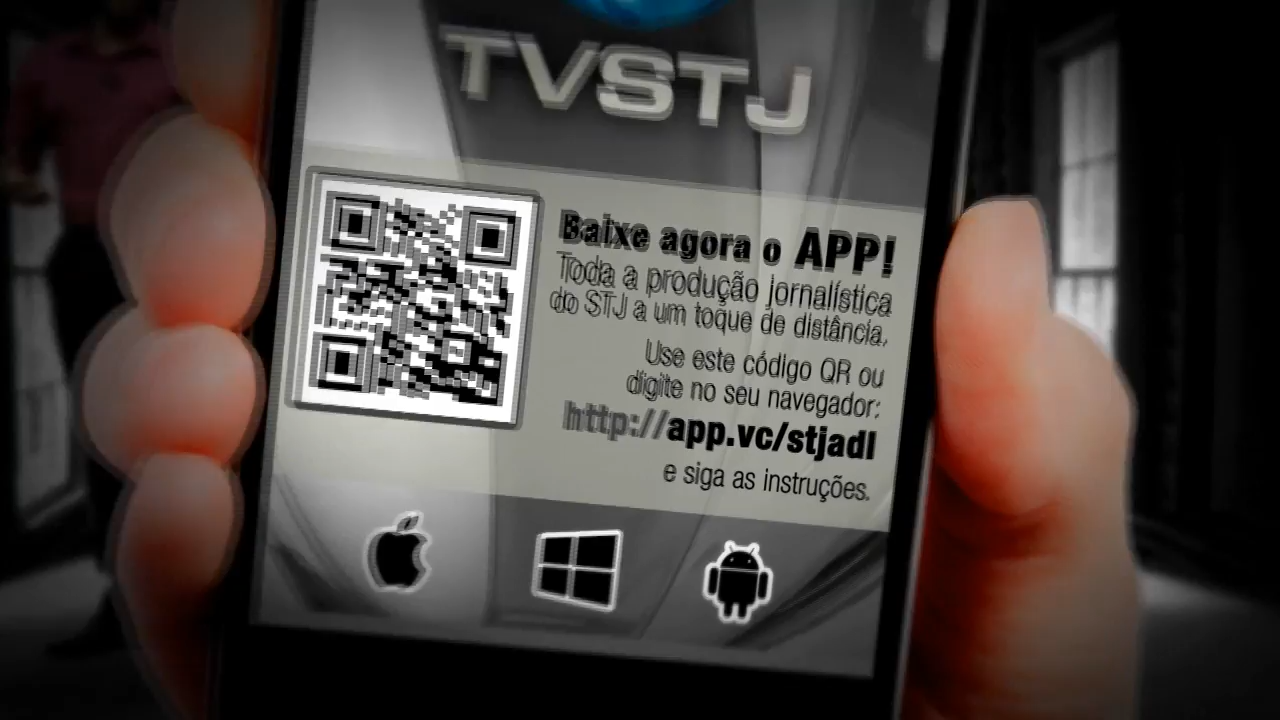 TVSTJ
Baixe agora o APP!
Toda a produção jornalística
do STJ a um toque de distância.
Use este código QR ou
digite no seu navegador:
http://app.vc/stjadl
e siga as instruções.